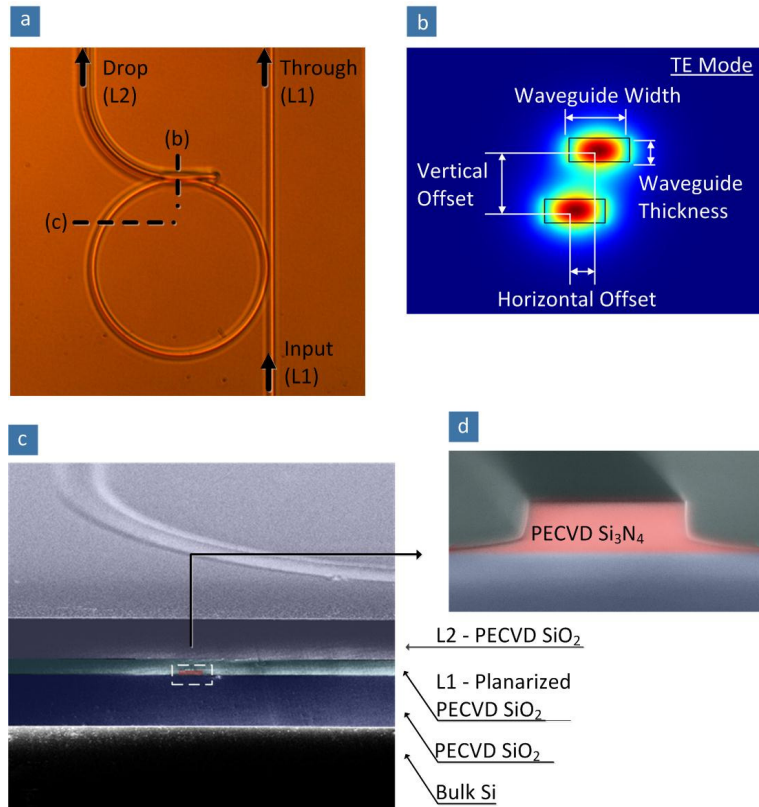 a
Drop
(L2)
Through
(L1)
(b)
(c)
Input
(L1)
b
TE Mode
Waveguide Width
Vertical
Offset
Waveguide
Thickness
Horizontal Offset
c
d
PECVD Si₃N₄
L2 - PECVD SiO₂
L1 - Planarized
PECVD SiO₂
PECVD SiO₂
Bulk Si